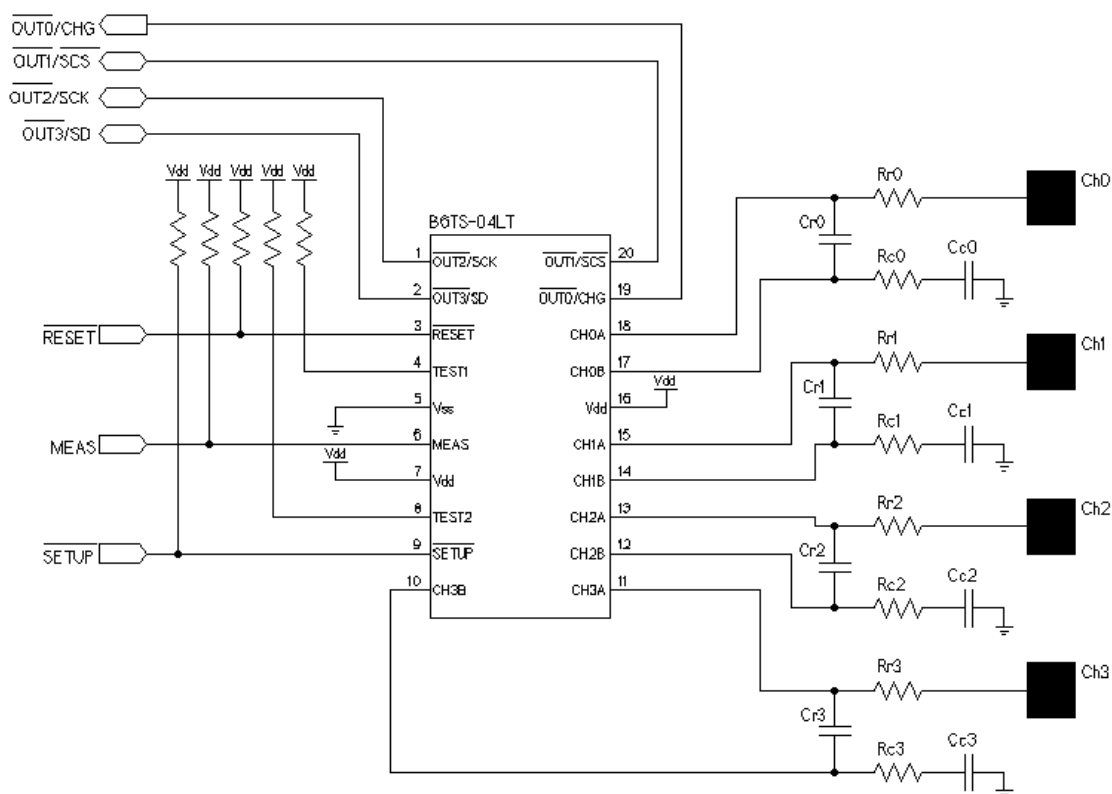 OUT0/CHG
OUT1/SCS
OUT2/SCK
OUT3/SD
Vdd Vdd Vdd Vdd Vdd
B6TS-04LT
1 OUT2/SCK OUT1/SCS 20
2 OUT3/SD OUT0/CHG 19
RESET 3 RESET CH0A 18
4 TEST1 CH0B 17
5 Vss Vdd 16 Vdd
MEAS 6 MEAS CH1A 15
Vdd 7 Vdd CH1B 14
8 TEST2 CH2A 13
SETUP 9 SETUP CH2B 12
10 CH3B CH3A 11
Rr0 Ch0
Cr0
Rc0 Cc0
Rr1 Ch1
Cr1
Rc1 Cc1
Rr2 Ch2
Cr2
Rc2 Cc2
Rr3 Ch3
Cr3
Rc3 Cc3